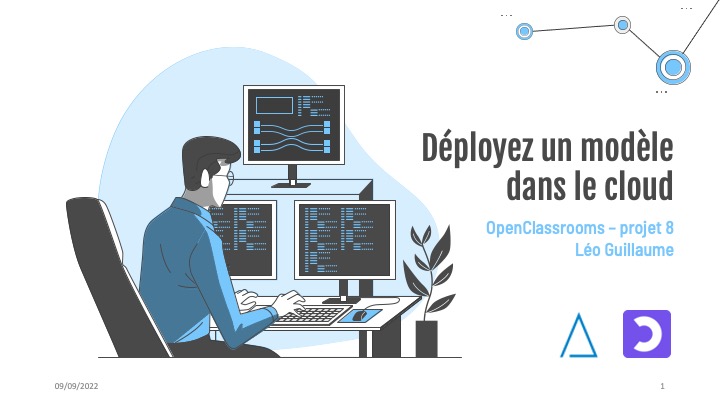 Déployez un modèle
dans le cloud
OpenClassrooms – projet 8
Léo Guillaume
09/09/2022
1